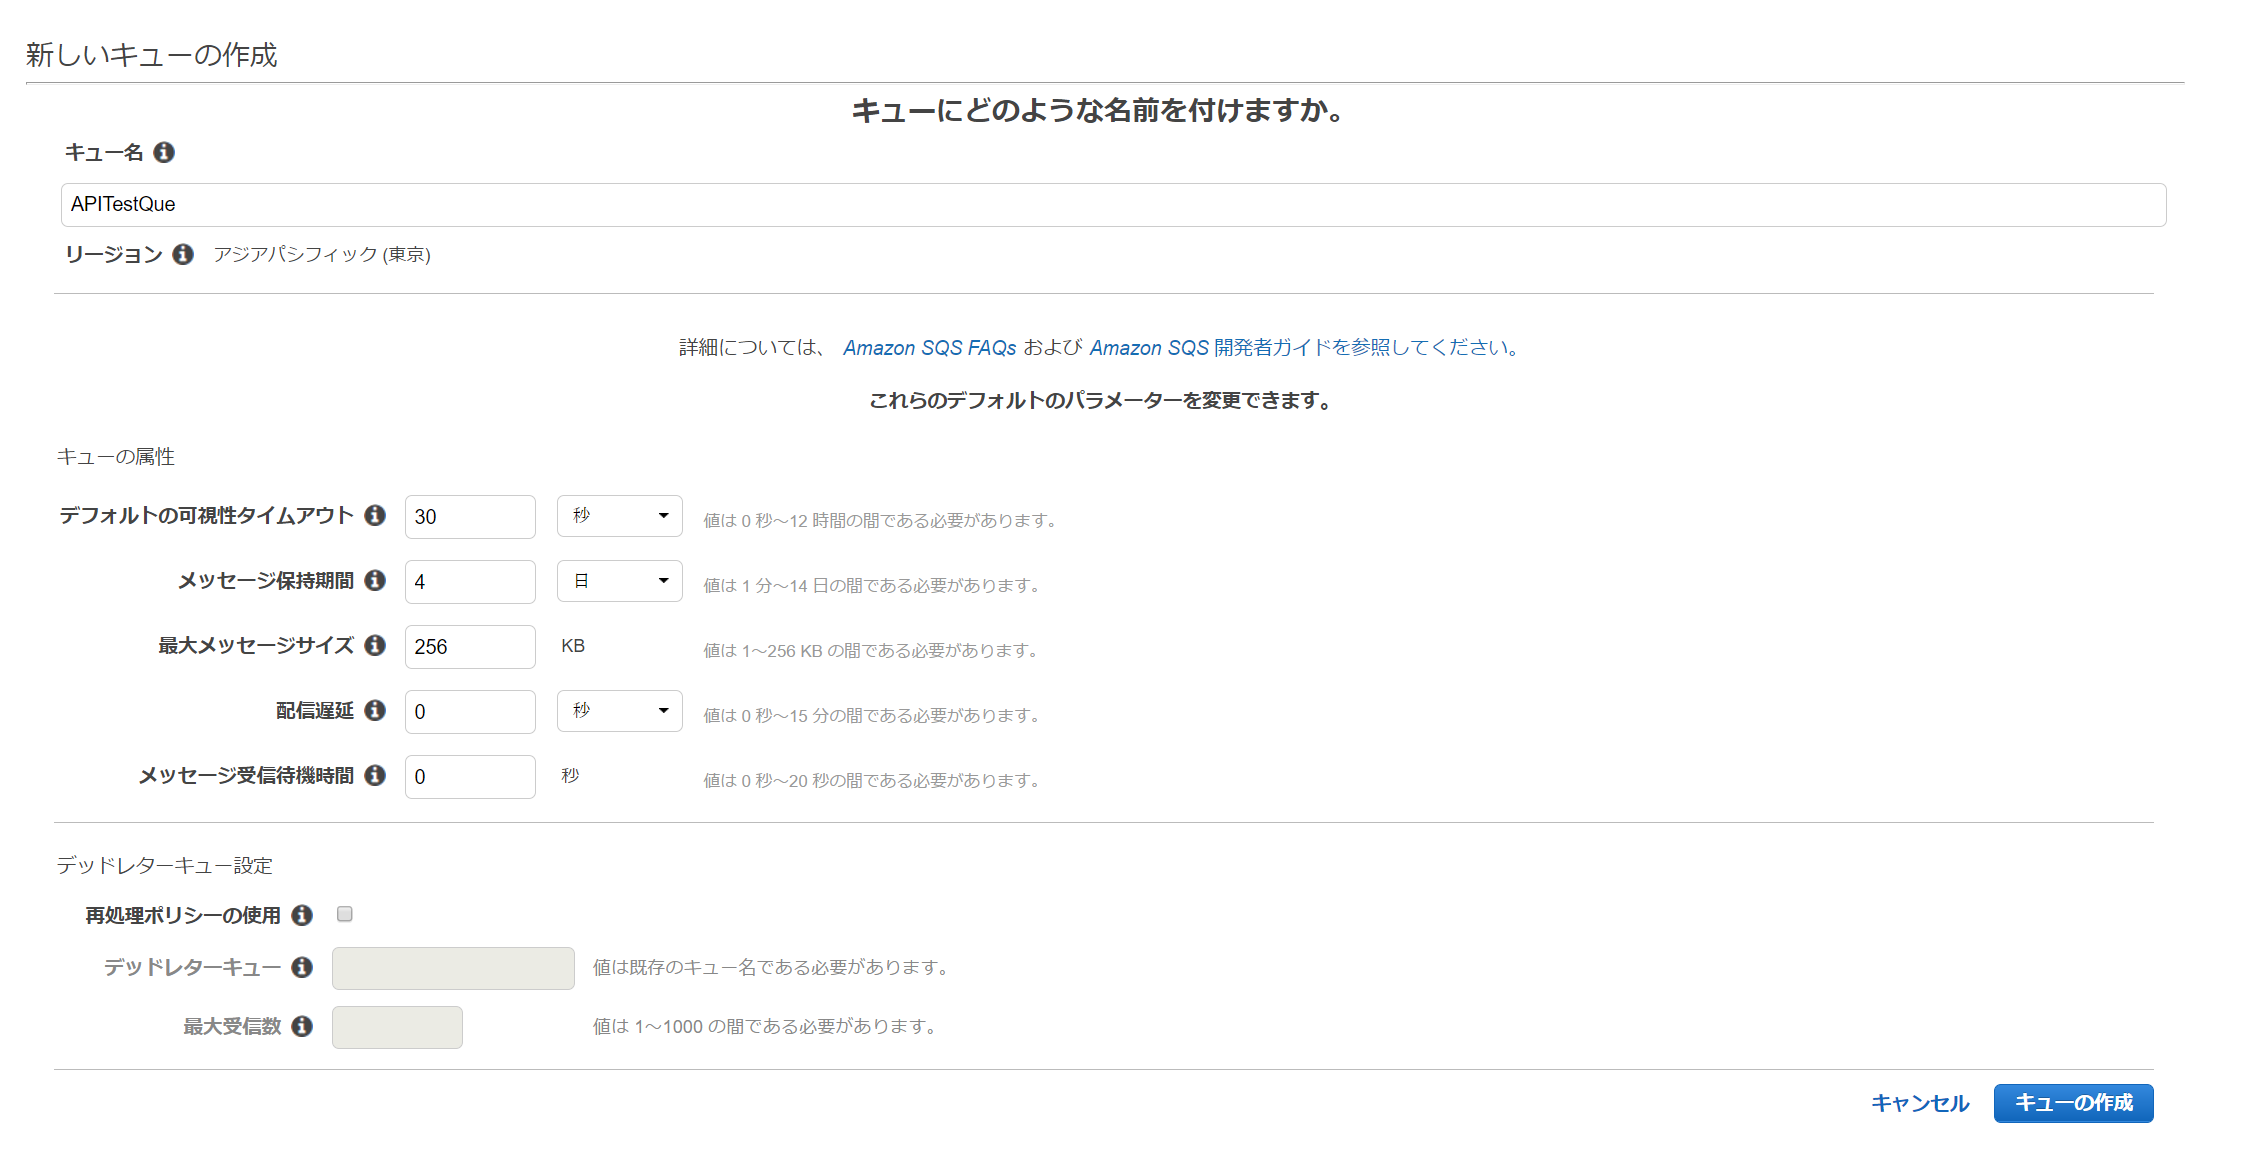 新しいキューの作成
キューにどのような名前を付けますか。
キュー名
APITestQue
リージョン アジアパシフィック (東京)
詳細については、 Amazon SQS FAQs および Amazon SQS 開発者ガイドを参照してください。
これらのデフォルトのパラメーターを変更できます。
キューの属性
デフォルトの可視性タイムアウト 30 秒 値は 0 秒～12 時間の間である必要があります。
メッセージ保持期間 4 日 値は 1 分～14 日の間である必要があります。
最大メッセージサイズ 256 KB 値は 1～256 KB の間である必要があります。
配信遅延 0 秒 値は 0 秒～15 分の間である必要があります。
メッセージ受信待機時間 0 秒 値は 0 秒～20 秒の間である必要があります。
デッドレターキュー設定
再処理ポリシーの使用
デッドレターキュー 値は既存のキュー名である必要があります。
最大受信数 値は 1～1000 の間である必要があります。
キャンセル キューの作成